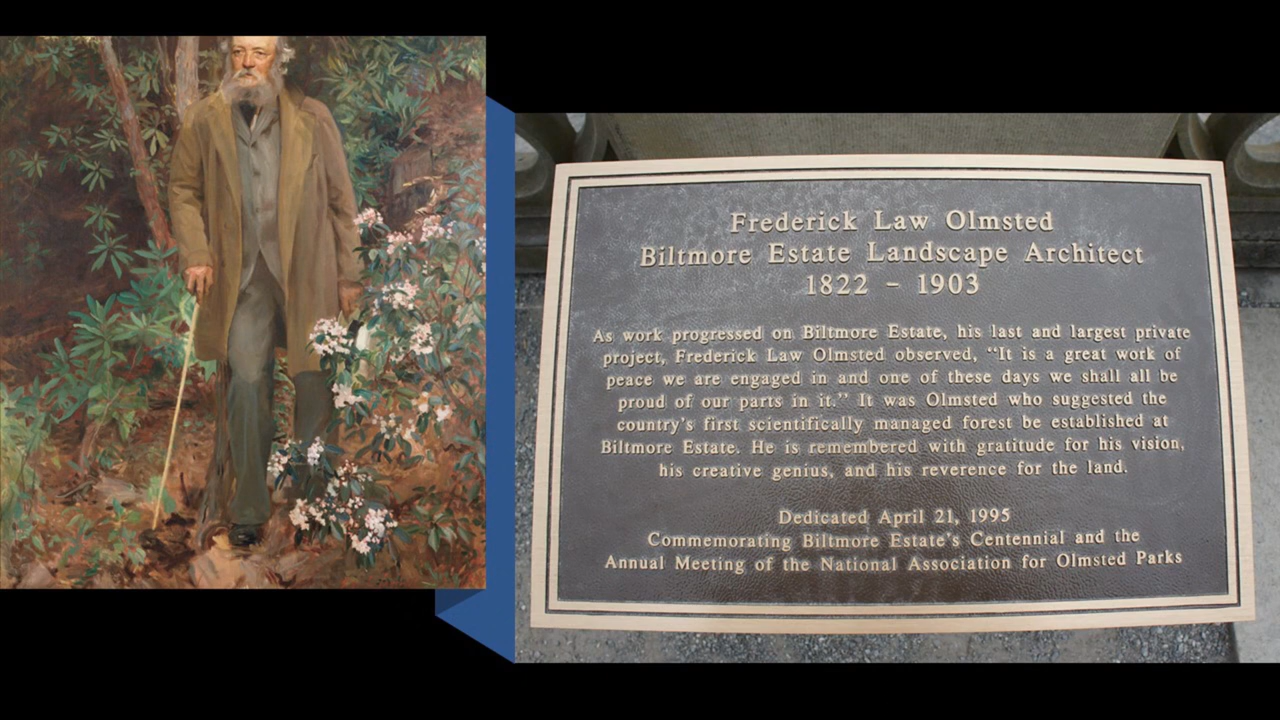 Frederick Law Olmsted
Biltmore Estate Landscape Architect
1822 - 1903
As work progressed on Biltmore Estate, his last and largest private
project, Frederick Law Olmsted observed, "It is a great work of
peace we are engaged in and one of these days we shall all be
proud of our parts in it." It was Olmsted who suggested the
country's first scientifically managed forest be established at
Biltmore Estate. He is remembered with gratitude for his vision,
his creative genius, and his reverence for the land.
Dedicated April 21, 1995
Commemorating Biltmore Estate's Centennial and the
Annual Meeting of the National Association for Olmsted Parks